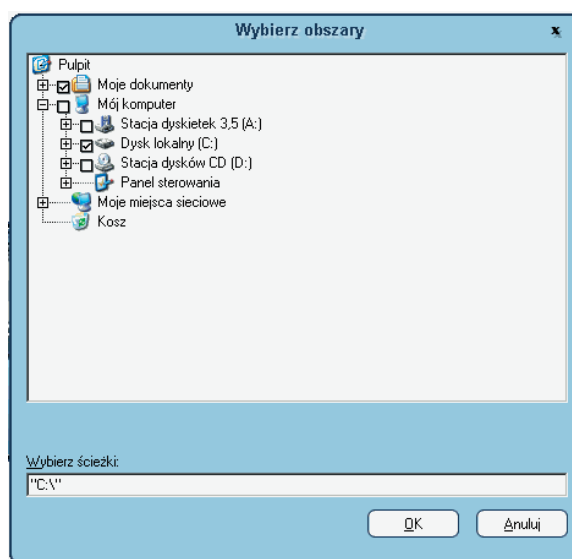 Wybierz obszary
x
Pulpit
Moje dokumenty
Mój komputer
Stacja dyskietek 3,5 (A:)
Dysk lokalny (C:)
Stacja dysków CD (D:)
Panel sterowania
Moje miejsca sieciowe
Kosz
Wybierz ścieżki:
"C:\"
OK Anuluj